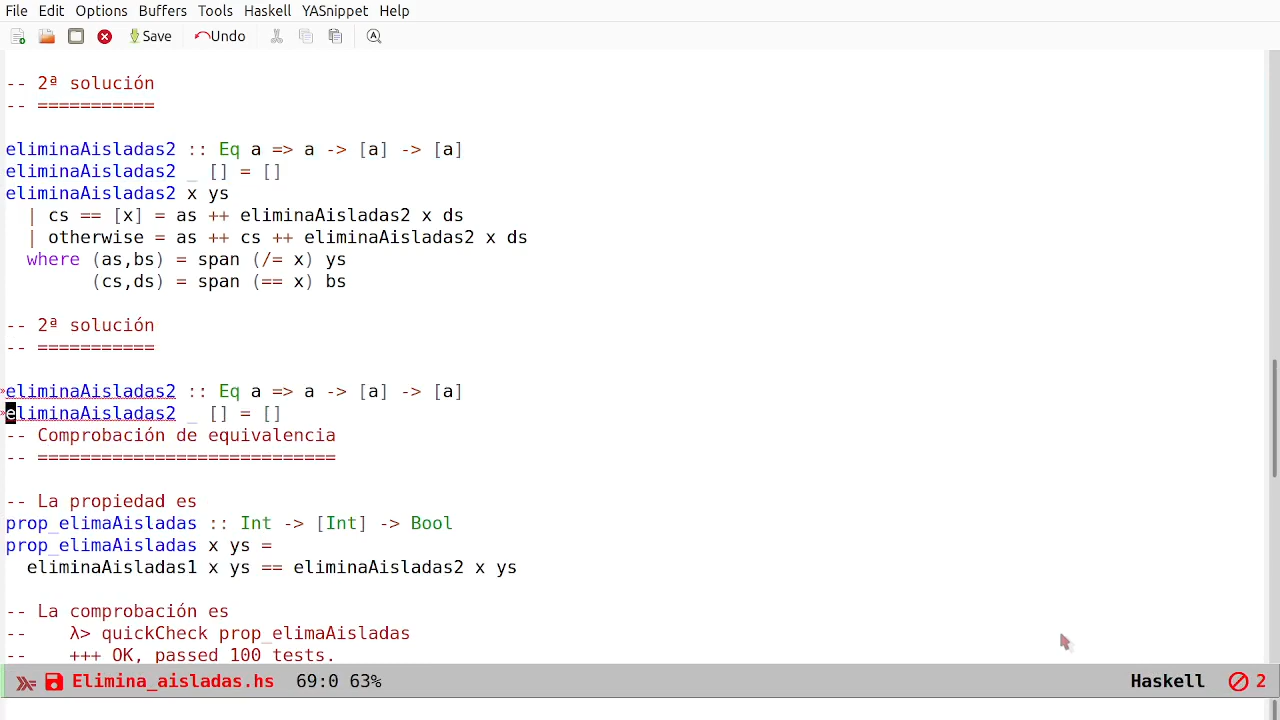 File Edit Options Buffers Tools Haskell YASnippet Help
Save Undo
-- 2ª solución
-- ===========
eliminaAisladas2 :: Eq a => a -> [a] -> [a]
eliminaAisladas2 _ [] = []
eliminaAisladas2 x ys
  | cs == [x] = as ++ eliminaAisladas2 x ds
  | otherwise = as ++ cs ++ eliminaAisladas2 x ds
  where (as,bs) = span (/= x) ys
        (cs,ds) = span (== x) bs
-- 2ª solución
-- ===========
eliminaAisladas2 :: Eq a => a -> [a] -> [a]
eliminaAisladas2 _ [] = []
-- Comprobación de equivalencia
-- ============================
-- La propiedad es
prop_elimaAisladas :: Int -> [Int] -> Bool
prop_elimaAisladas x ys =
  eliminaAisladas1 x ys == eliminaAisladas2 x ys
-- La comprobación es
--    λ> quickCheck prop_elimaAisladas
--    +++ OK, passed 100 tests.
Elimina_aisladas.hs 69:0 63% Haskell 2